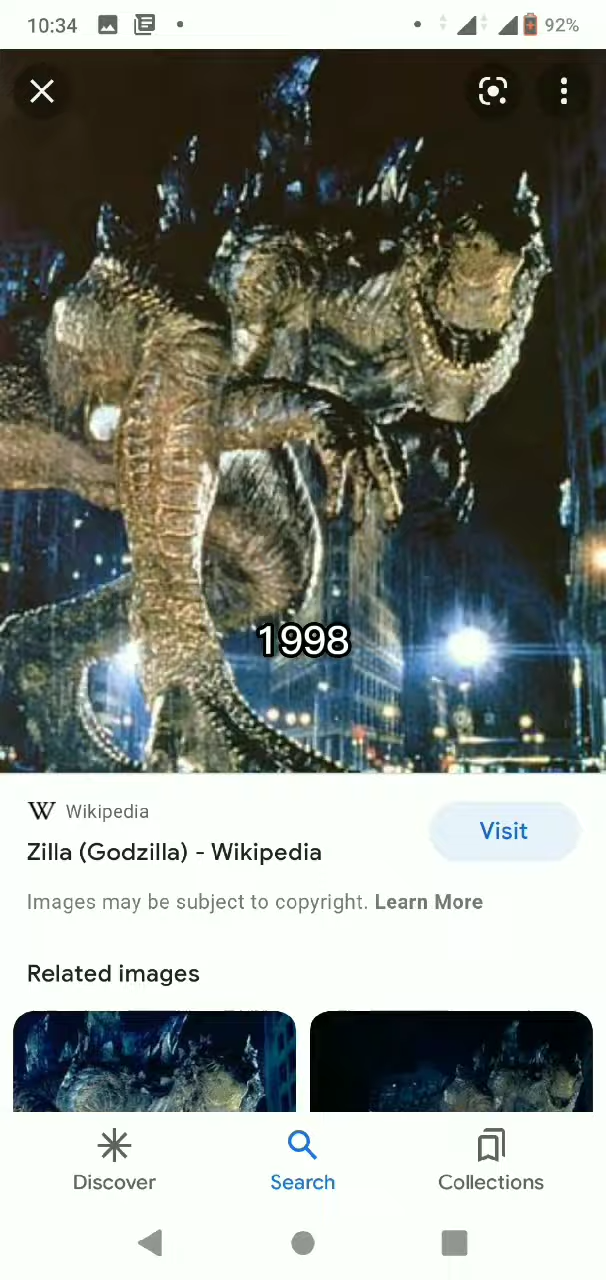 10:34
92%
1998
W Wikipedia
Zilla (Godzilla) - Wikipedia
Visit
Images may be subject to copyright. Learn More
Related images
Discover
Search
Collections